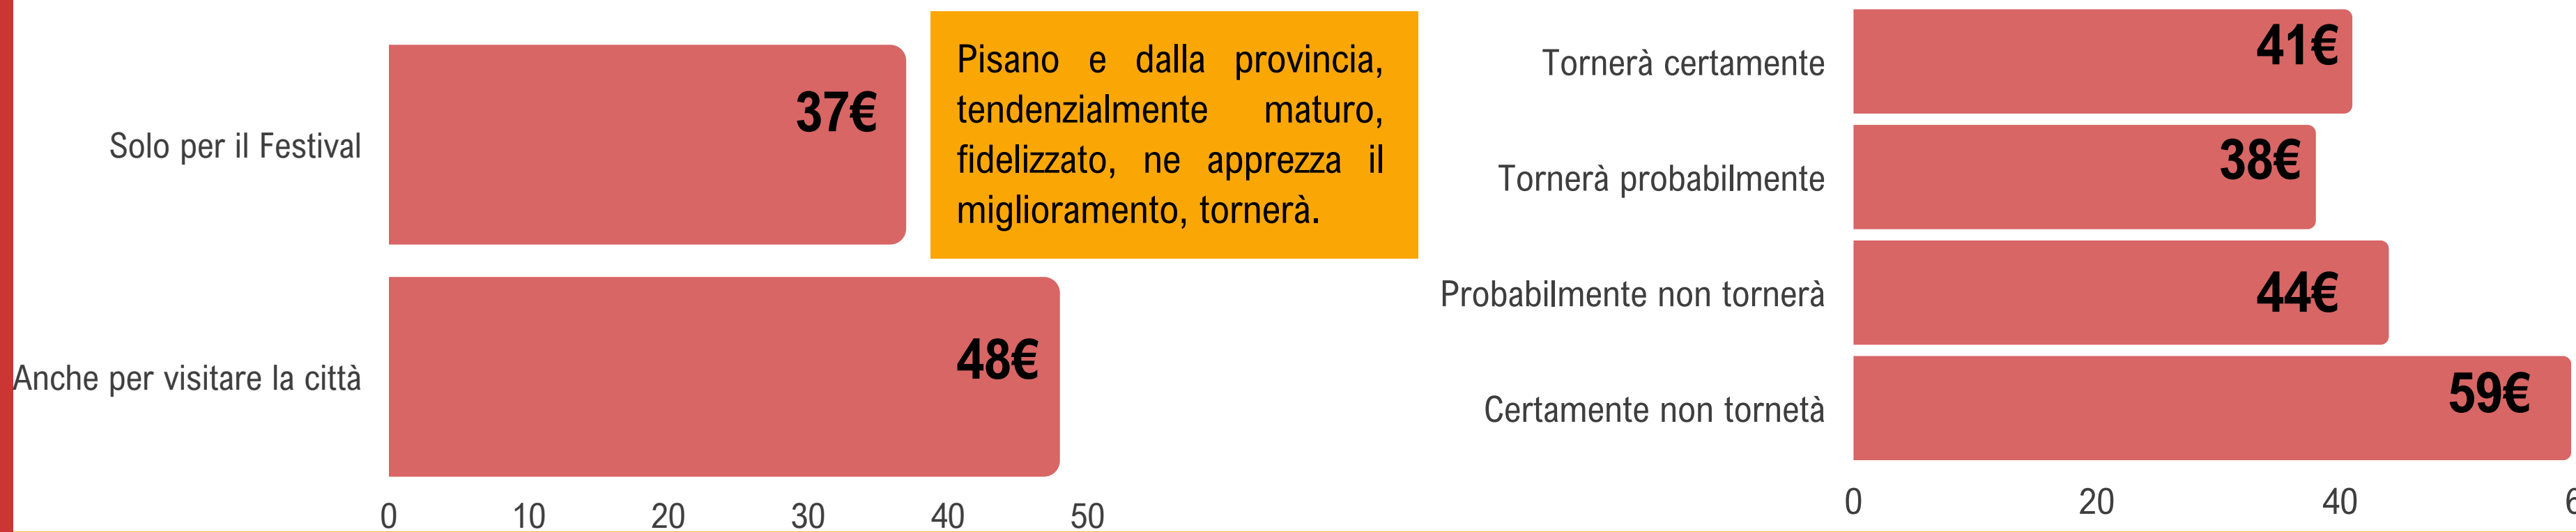 Solo per il Festival
37€
Anche per visitare la città
48€
0 10 20 30 40 50
Pisano e dalla provincia,
tendenzialmente maturo,
fidelizzato, ne apprezza il
miglioramento, tornerà.
Tornerà certamente
41€
Tornerà probabilmente
38€
Probabilmente non tornerà
44€
Certamente non tornetà
59€
0 20 40